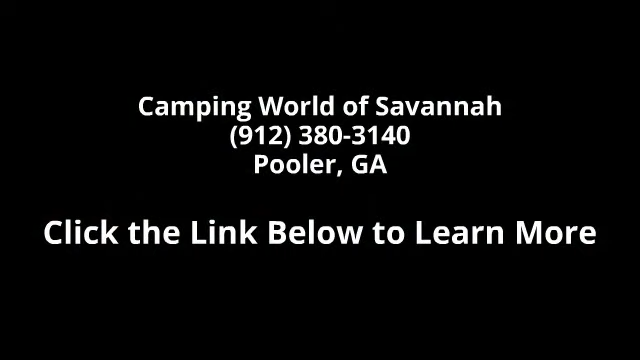 Camping World of Savannah
(912) 380-3140
Pooler, GA
Click the Link Below to Learn More